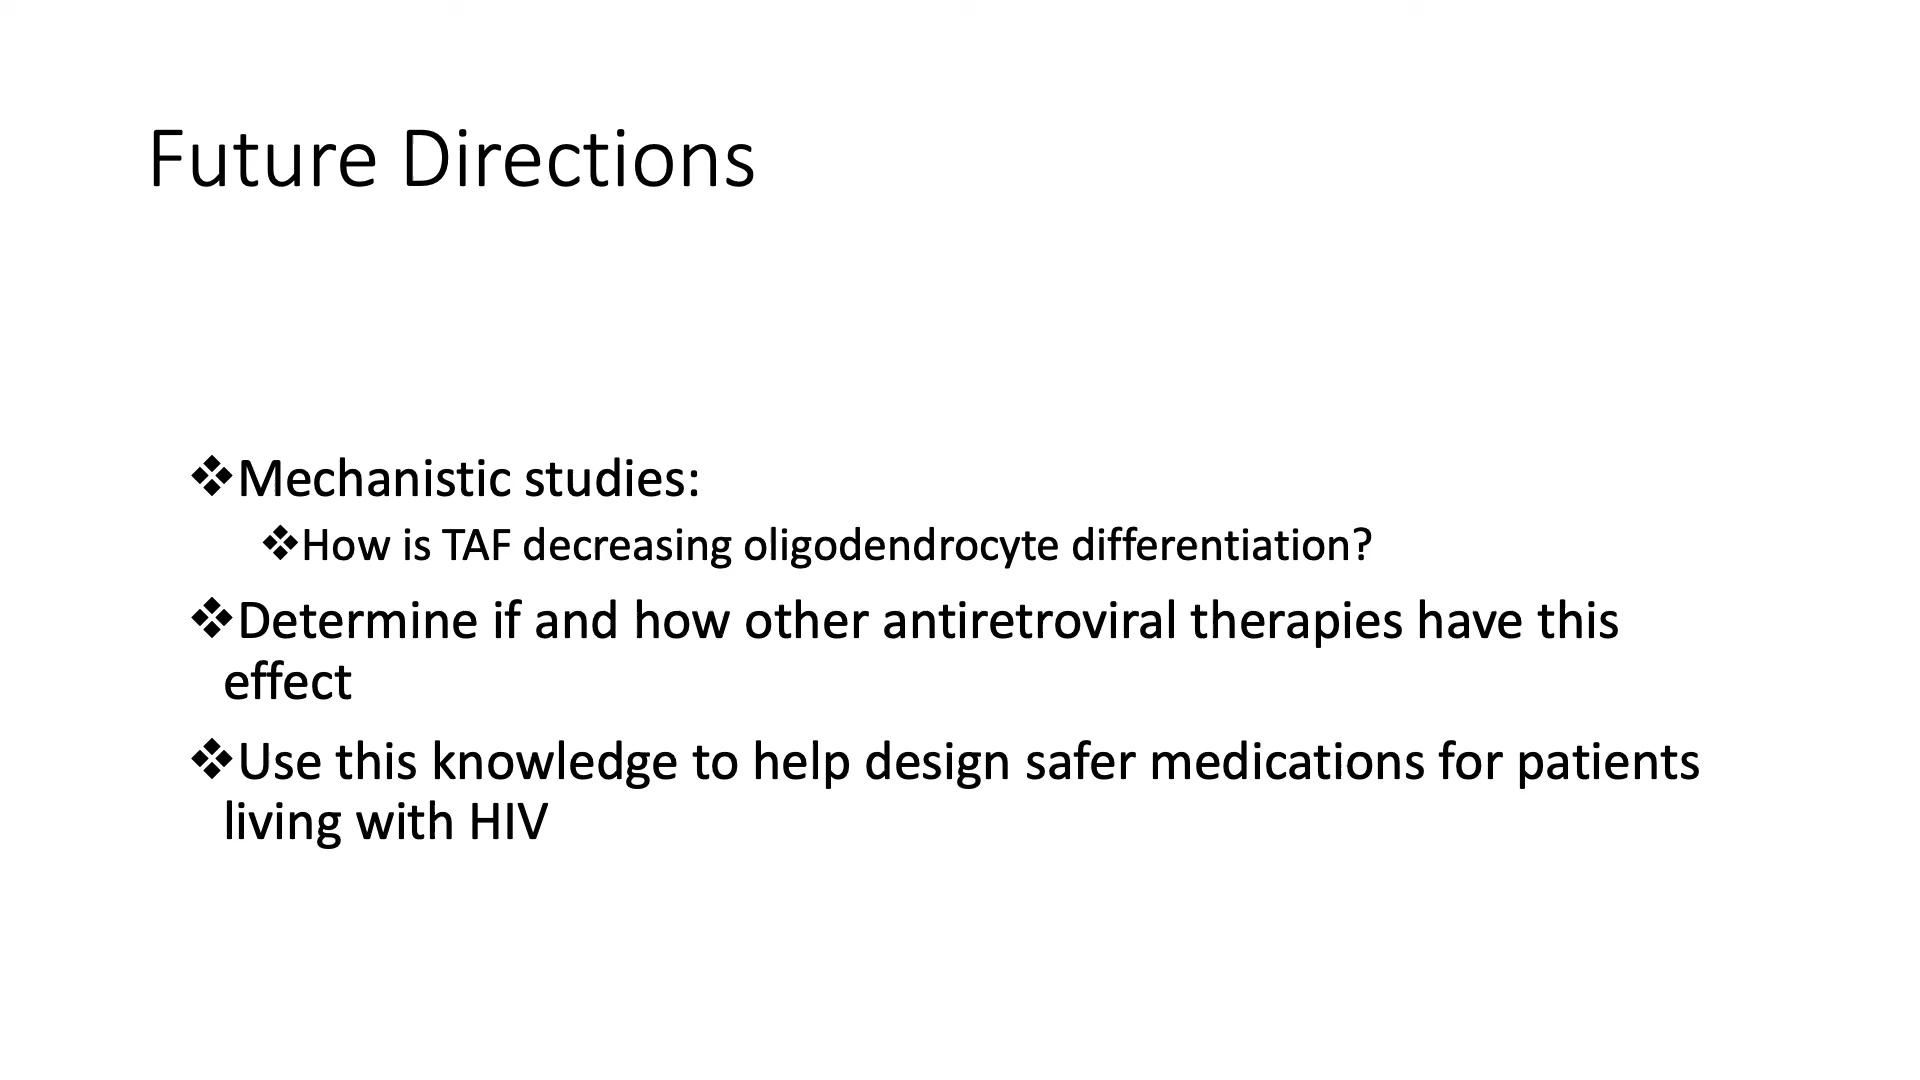 Future Directions
❖Mechanistic studies:
❖How is TAF decreasing oligodendrocyte differentiation?
❖Determine if and how other antiretroviral therapies have this
effect
❖Use this knowledge to help design safer medications for patients
living with HIV